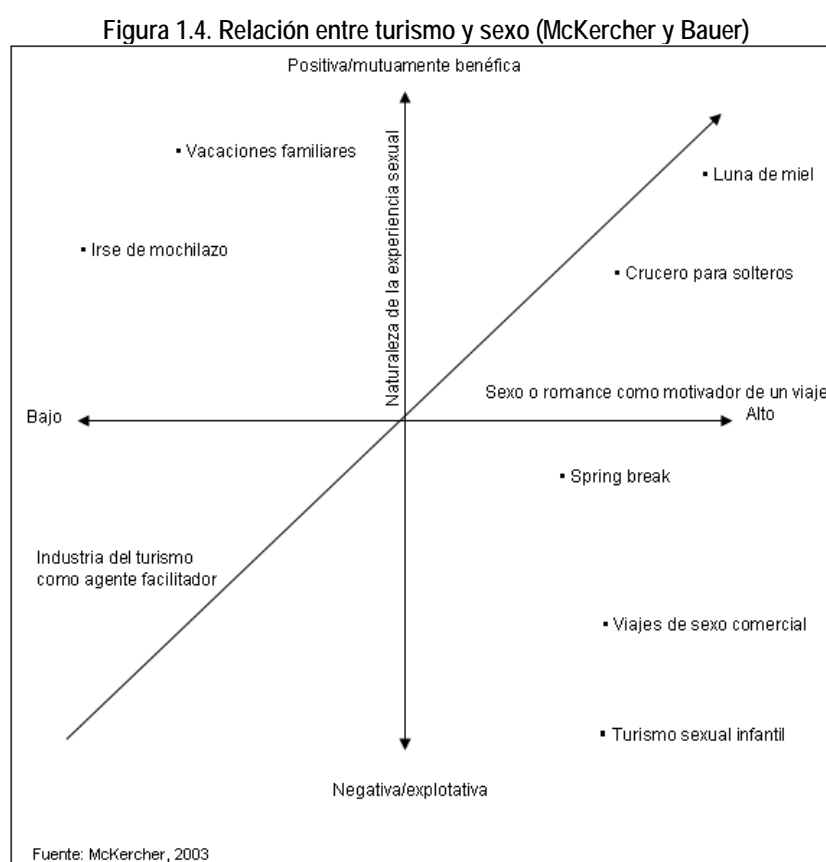 Figura 1.4. Relación entre turismo y sexo (McKercher y Bauer)
Positiva/mutuamente benéfica
Naturaleza de la experiencia sexual
Vacaciones familiares
Luna de miel
Irse de mochilazo
Crucero para solteros
Sexo o romance como motivador de un viaje
Bajo
Alto
Spring break
Industria del turismo
como agente facilitador
Viajes de sexo comercial
Turismo sexual infantil
Negativa/explotativa
Fuente: McKercher, 2003